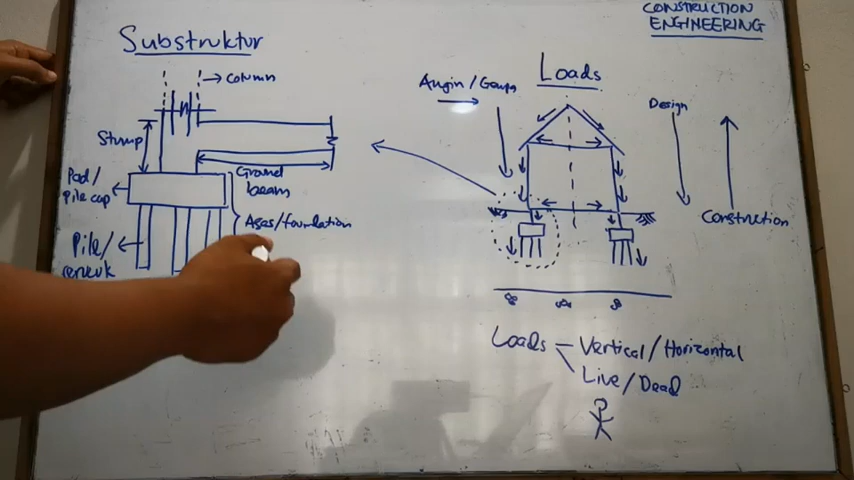 CONSTRUCTION
ENGINEERING
Substruktur
Column
Stump
Pad/
pile cap
Ground
beam
Asas/foundation
Pile/
cerucuk
Loads
Angin/Gempa
Design
Construction
Loads – Vertical/Horizontal
Live/Dead